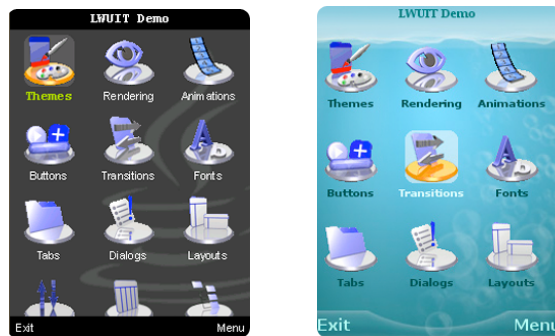 LWUIT Demo
Themes Rendering Animations
Buttons Transitions Fonts
Tabs Dialogs Layouts
Exit Menu
LWUIT Demo
Themes Rendering Animations
Buttons Transitions Fonts
Tabs Dialogs Layouts
Exit Menu